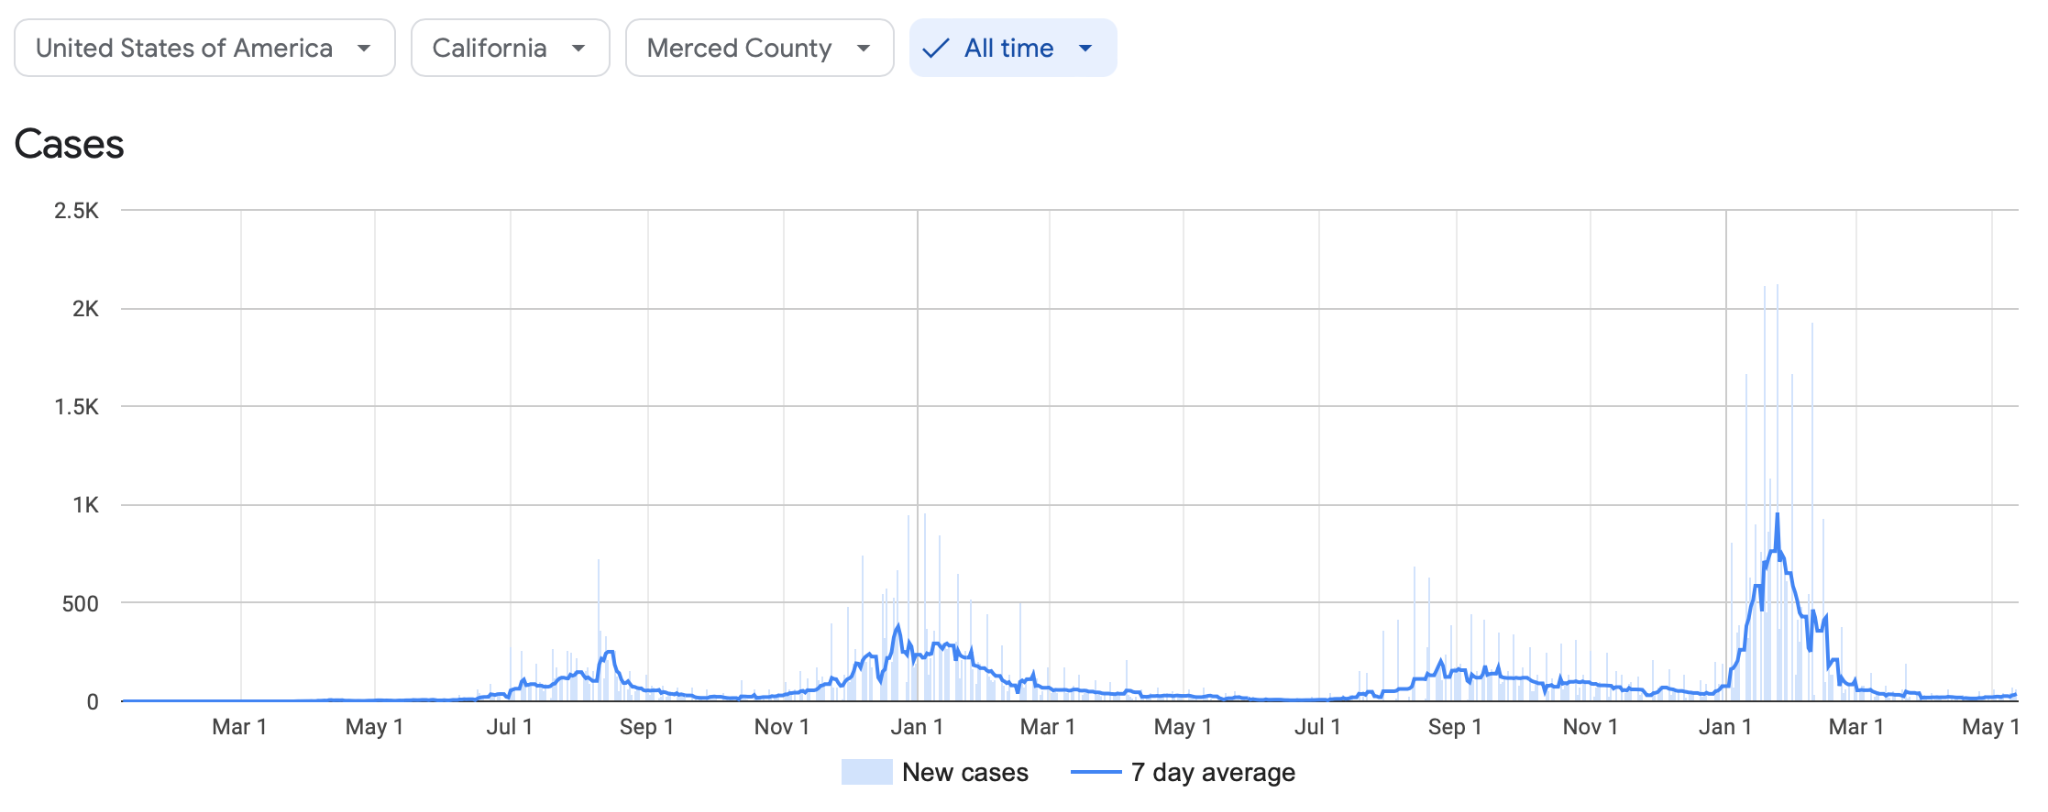 United States of America California Merced County All time
Cases
2.5K
2K
1.5K
1K
500
0
Mar 1 May 1 Jul 1 Sep 1 Nov 1 Jan 1 Mar 1 May 1 Jul 1 Sep 1 Nov 1 Jan 1 Mar 1 May 1
New cases 7 day average